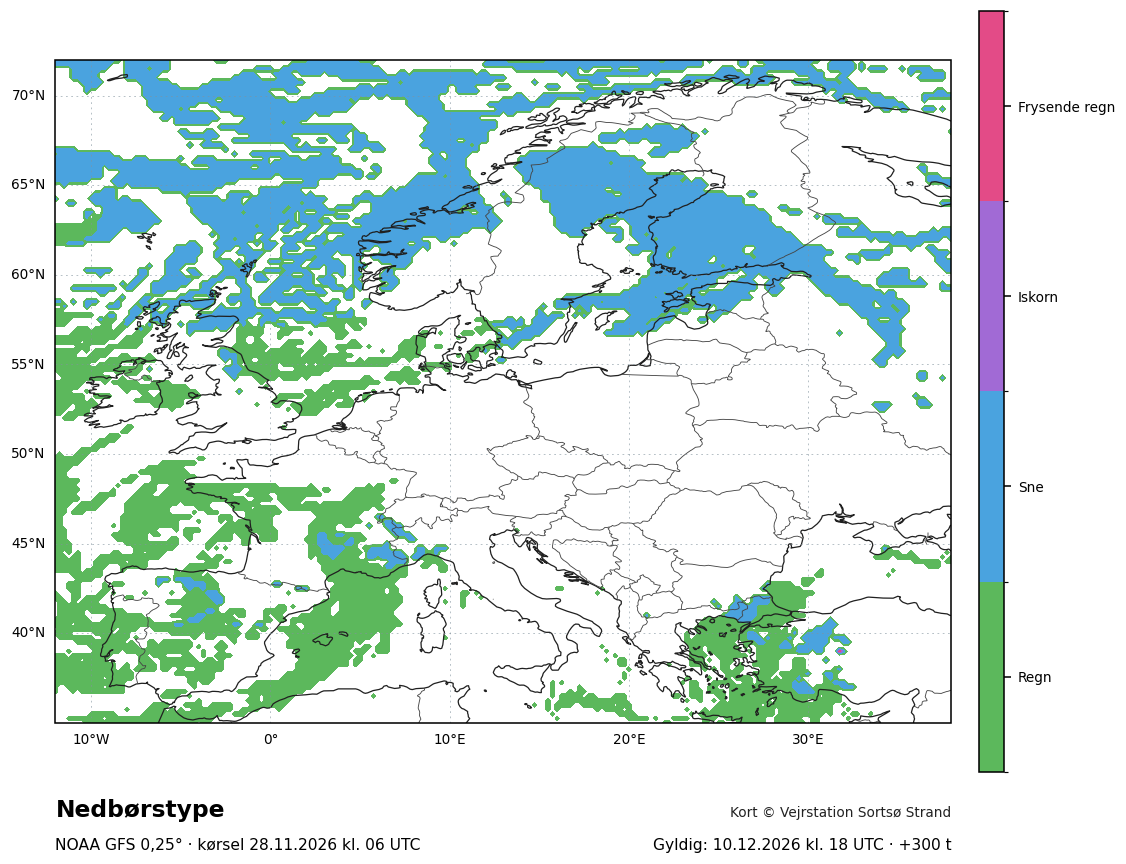 70°N
65°N
60°N
55°N
50°N
45°N
40°N
10°W
0°
10°E
20°E
30°E
Frysende regn
Iskorn
Sne
Regn
Nedbørstype
Kort © Vejrstation Sortsø Strand
NOAA GFS 0,25° · kørsel 28.11.2026 kl. 06 UTC
Gyldig: 10.12.2026 kl. 18 UTC · +300 t